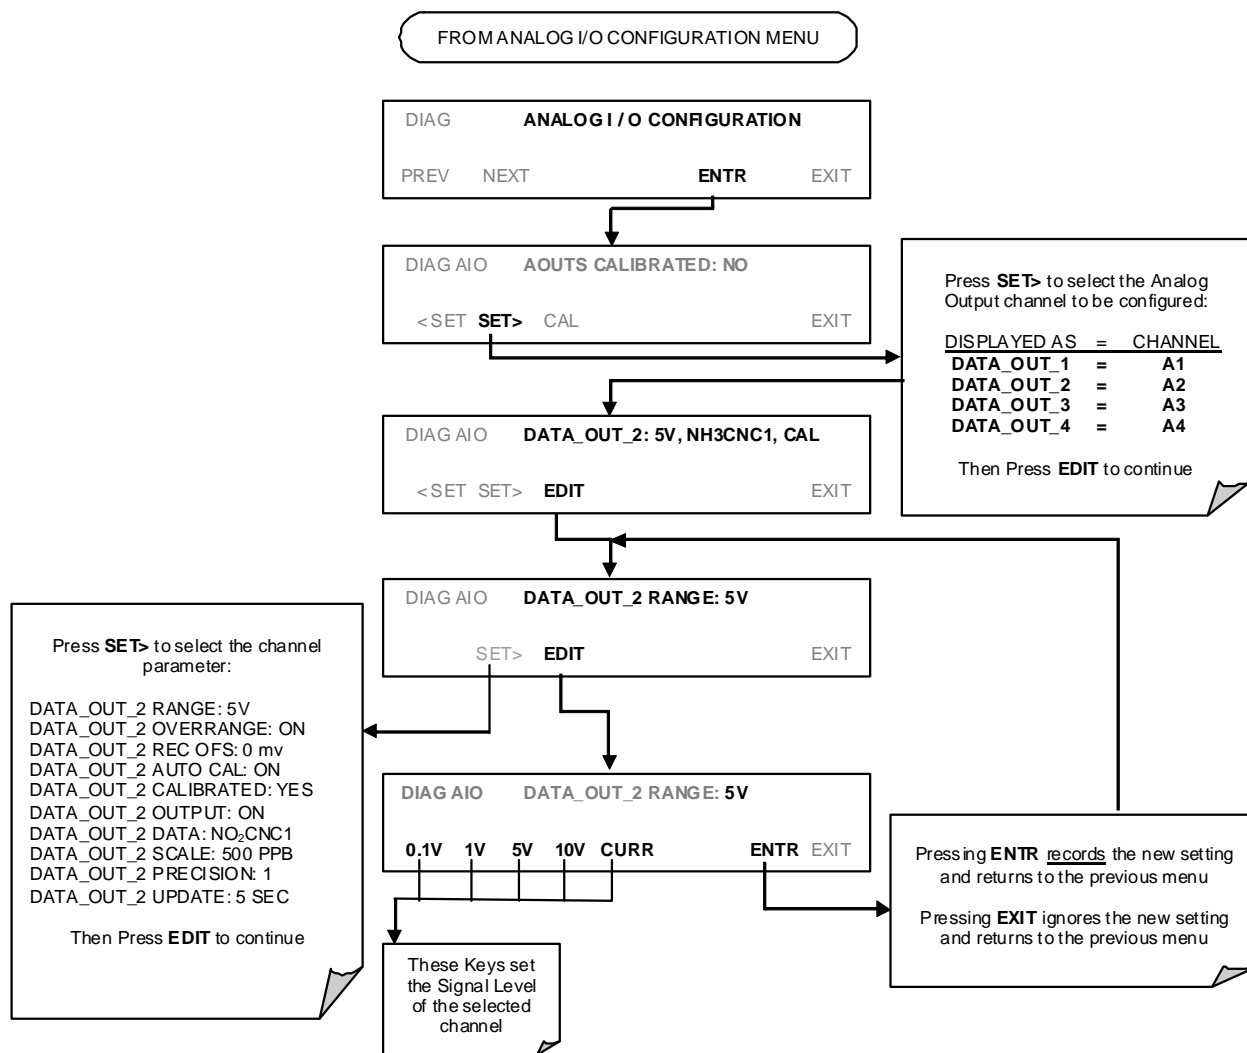 FROM ANALOG I/O CONFIGURATION MENU
DIAG ANALOG I / O CONFIGURATION
PREV NEXT ENTR EXIT
DIAG AIO AOUTS CALIBRATED: NO
< SET SET> CAL EXIT
Press SET> to select the Analog
Output channel to be configured:
DISPLAYED AS = CHANNEL
DATA_OUT_1 = A1
DATA_OUT_2 = A2
DATA_OUT_3 = A3
DATA_OUT_4 = A4
Then Press EDIT to continue
DIAG AIO DATA_OUT_2: 5V, NH3CNC1, CAL
< SET SET> EDIT EXIT
DIAG AIO DATA_OUT_2 RANGE: 5V
SET> EDIT EXIT
Press SET> to select the channel
parameter:
DATA_OUT_2 RANGE: 5V
DATA_OUT_2 OVERRANGE: ON
DATA_OUT_2 REC OFS: 0 mv
DATA_OUT_2 AUTO CAL: ON
DATA_OUT_2 CALIBRATED: YES
DATA_OUT_2 OUTPUT: ON
DATA_OUT_2 DATA: NO₂CNC1
DATA_OUT_2 SCALE: 500 PPB
DATA_OUT_2 PRECISION: 1
DATA_OUT_2 UPDATE: 5 SEC
Then Press EDIT to continue
DIAG AIO DATA_OUT_2 RANGE: 5V
0.1V 1V 5V 10V CURR ENTR EXIT
Pressing ENTR records the new setting
and returns to the previous menu
Pressing EXIT ignores the new setting
and returns to the previous menu
These Keys set
the Signal Level
of the selected
channel